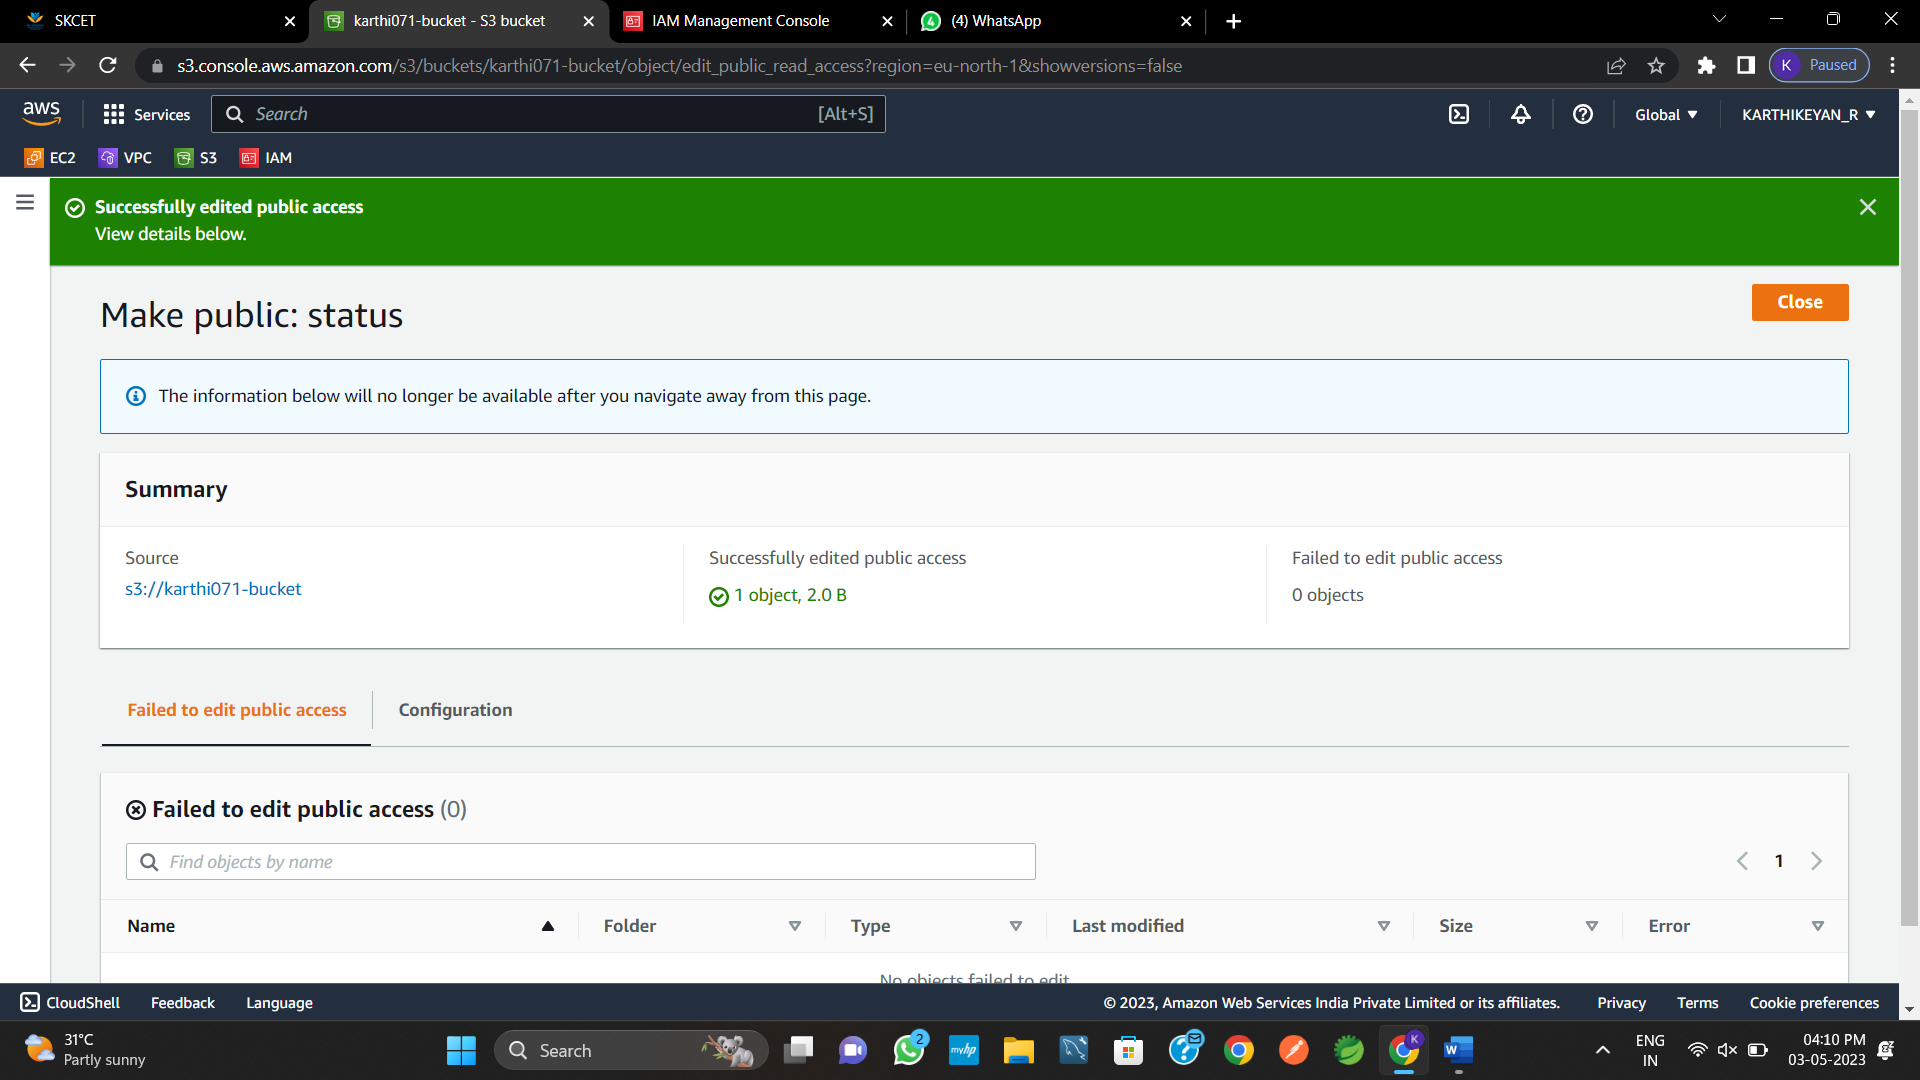 SKCET
karthi071-bucket - S3 bucket
IAM Management Console
(4) WhatsApp
s3.console.aws.amazon.com/s3/buckets/karthi071-bucket/object/edit_public_read_access?region=eu-north-1&showversions=false
K Paused
aws
Services
Search [Alt+S]
Global
KARTHIKEYAN_R
EC2 VPC S3 IAM
Successfully edited public access
View details below.
Make public: status
Close
The information below will no longer be available after you navigate away from this page.
Summary
Source
s3://karthi071-bucket
Successfully edited public access
1 object, 2.0 B
Failed to edit public access
0 objects
Failed to edit public access
Configuration
Failed to edit public access (0)
Find objects by name
1
Name Folder Type Last modified Size Error
No objects failed to edit
CloudShell Feedback Language © 2023, Amazon Web Services India Private Limited or its affiliates. Privacy Terms Cookie preferences
31°C
Partly sunny
Search
2
myhp
K
W
ENG
IN
04:10 PM
03-05-2023